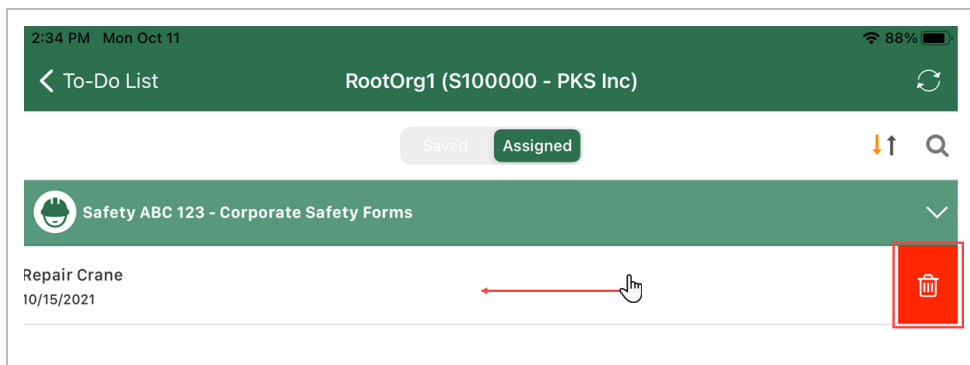 2:34 PM Mon Oct 11 88%
To-Do List RootOrg1 (S100000 - PKS Inc)
Saved Assigned
Safety ABC 123 - Corporate Safety Forms
Repair Crane
10/15/2021